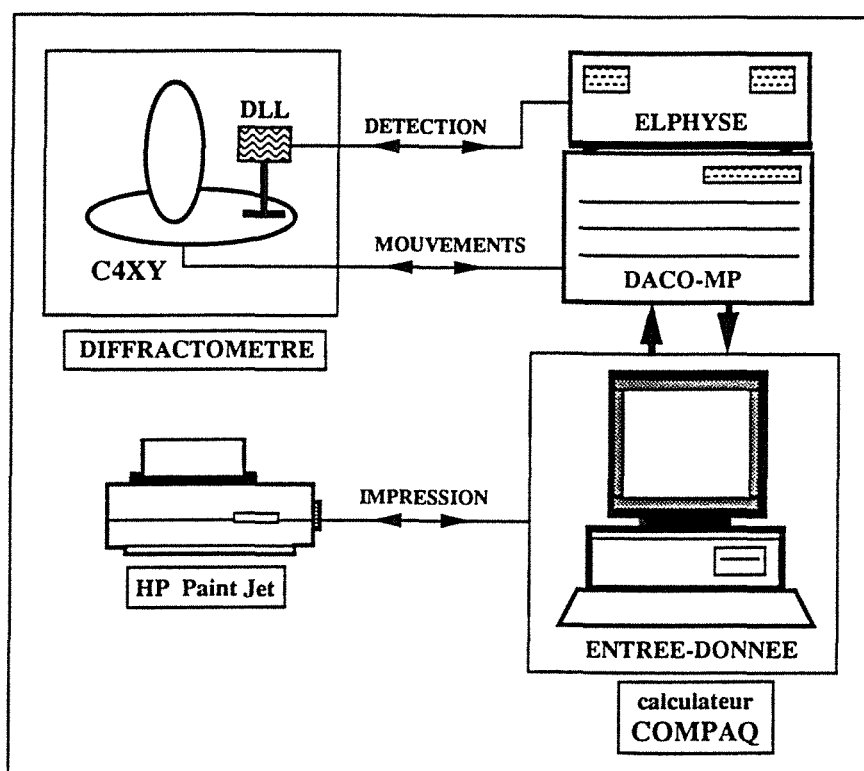 DLL
C4XY
DIFFRACTOMETRE
DETECTION
MOUVEMENTS
ELPHYSE
DACO-MP
IMPRESSION
HP Paint Jet
ENTREE-DONNEE
calculateur
COMPAQ